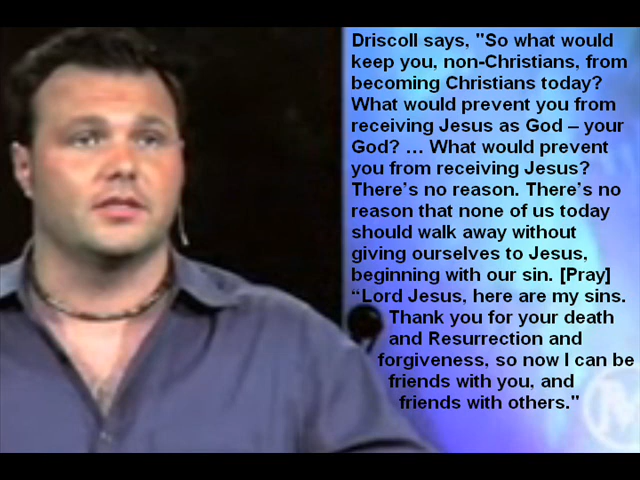 Driscoll says, "So what would
keep you, non-Christians, from
becoming Christians today?
What would prevent you from
receiving Jesus as God – your
God? … What would prevent
you from receiving Jesus?
There's no reason. There's no
reason that none of us today
should walk away without
giving ourselves to Jesus,
beginning with our sin. [Pray]
“Lord Jesus, here are my sins.
Thank you for your death
and Resurrection and
forgiveness, so now I can be
friends with you, and
friends with others."